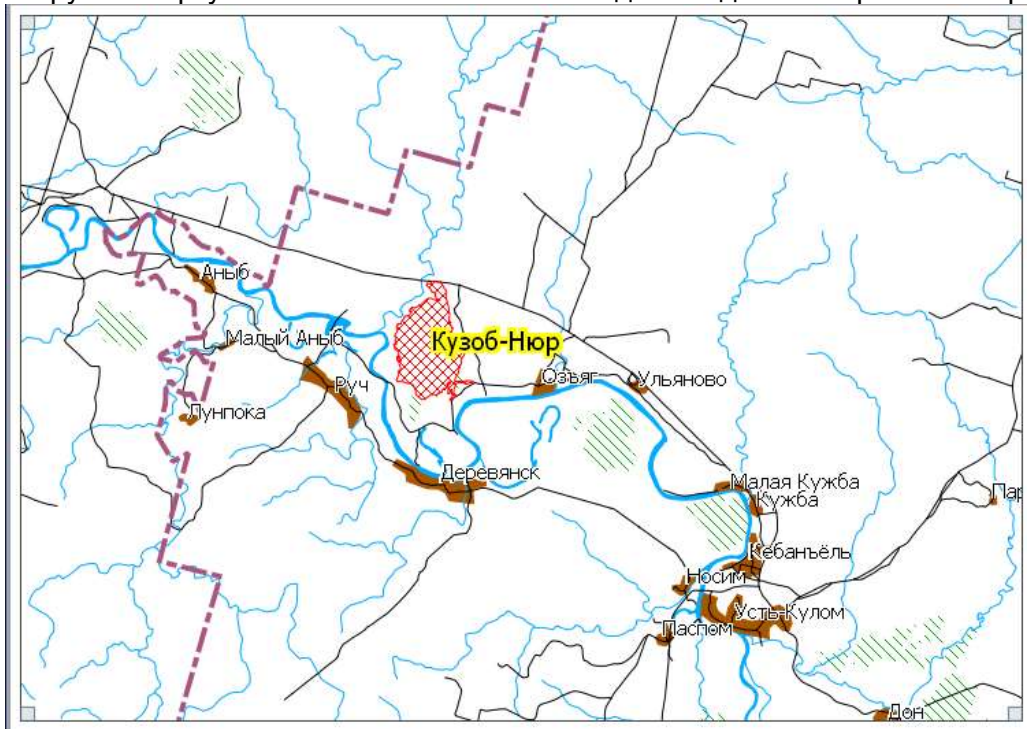 Аныб
Малый Аныб
Кузоб-Нюр
Руч
Озъяг
Ульяново
Лунпока
Деревянск
Малая Кужба
Кужба
Пар
Кебанъёль
Носим
Усть-Кулом
Паспом
Дон